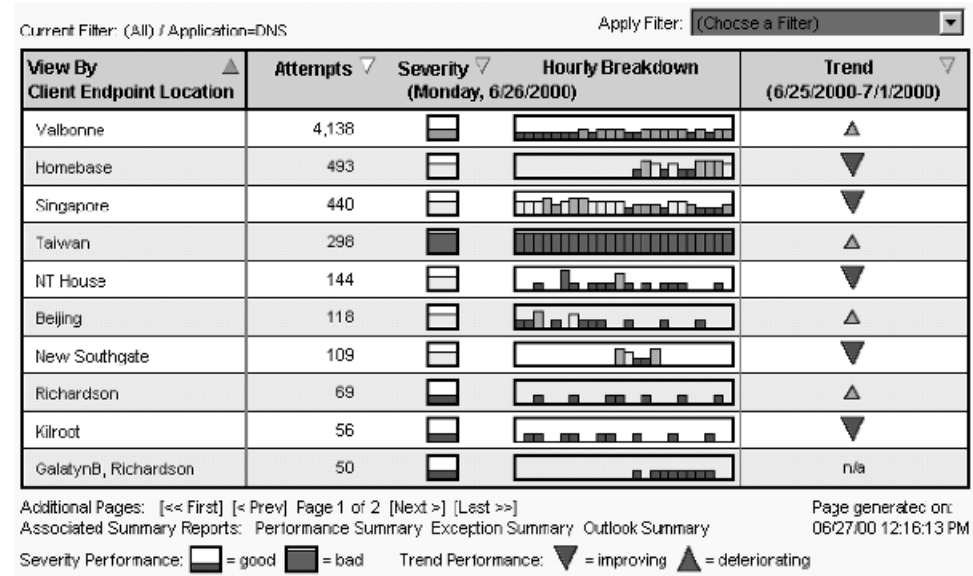 Current Filter: (All) / Application=DNS
Apply Filter: (Choose a Filter)
View By
Client Endpoint Location
Attempts
Severity
Hourly Breakdown
(Monday, 6/26/2000)
Trend
(6/25/2000-7/1/2000)
Valbonne 4,138
Homebase 493
Singapore 440
Taiwan 298
NT House 144
Beijing 118
New Southgate 109
Richardson 69
Kilroot 56
GalatynB, Richardson 50 n/a
Additional Pages: [<< First] [< Prev] Page 1 of 2 [Next >] [Last >>]
Page generated on:
Associated Summary Reports: Performance Summary Exception Summary Outlook Summary
06/27/00 12:16:13 PM
Severity Performance: = good = bad Trend Performance: = improving = deteriorating